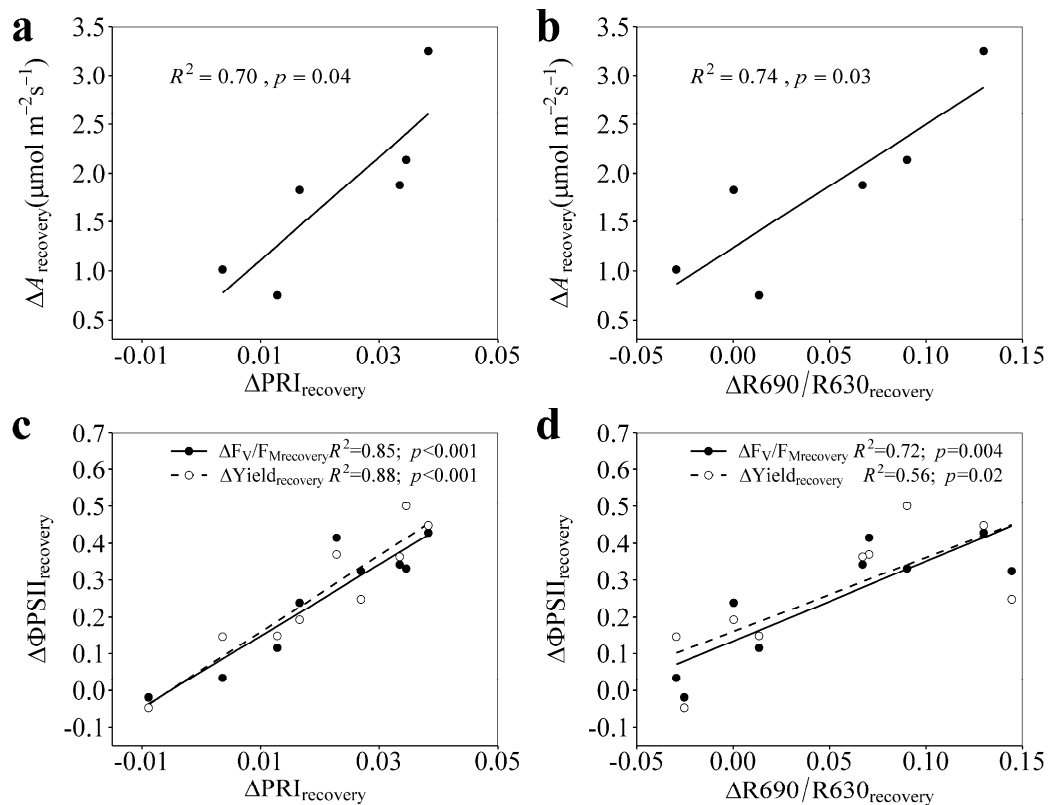 a
3.5
3.0
2.5
2.0
1.5
1.0
0.5
ΔA recovery(μmol m⁻²s⁻¹)
R² = 0.70 , p = 0.04
-0.01 0.01 0.03 0.05
ΔPRIrecovery
b
3.5
3.0
2.5
2.0
1.5
1.0
0.5
ΔA recovery(μmol m⁻²s⁻¹)
R² = 0.74 , p = 0.03
-0.05 0.00 0.05 0.10 0.15
ΔR690/R630recovery
c
0.7
0.6
0.5
0.4
0.3
0.2
0.1
0.0
-0.1
ΔΦPSIIrecovery
ΔFV/FMrecovery R²=0.85; p<0.001
ΔYieldrecovery R²=0.88; p<0.001
-0.01 0.01 0.03 0.05
ΔPRIrecovery
d
0.7
0.6
0.5
0.4
0.3
0.2
0.1
0.0
-0.1
ΔΦPSIIrecovery
ΔFV/FMrecovery R²=0.72; p=0.004
ΔYieldrecovery R²=0.56; p=0.02
-0.05 0.00 0.05 0.10 0.15
ΔR690/R630recovery